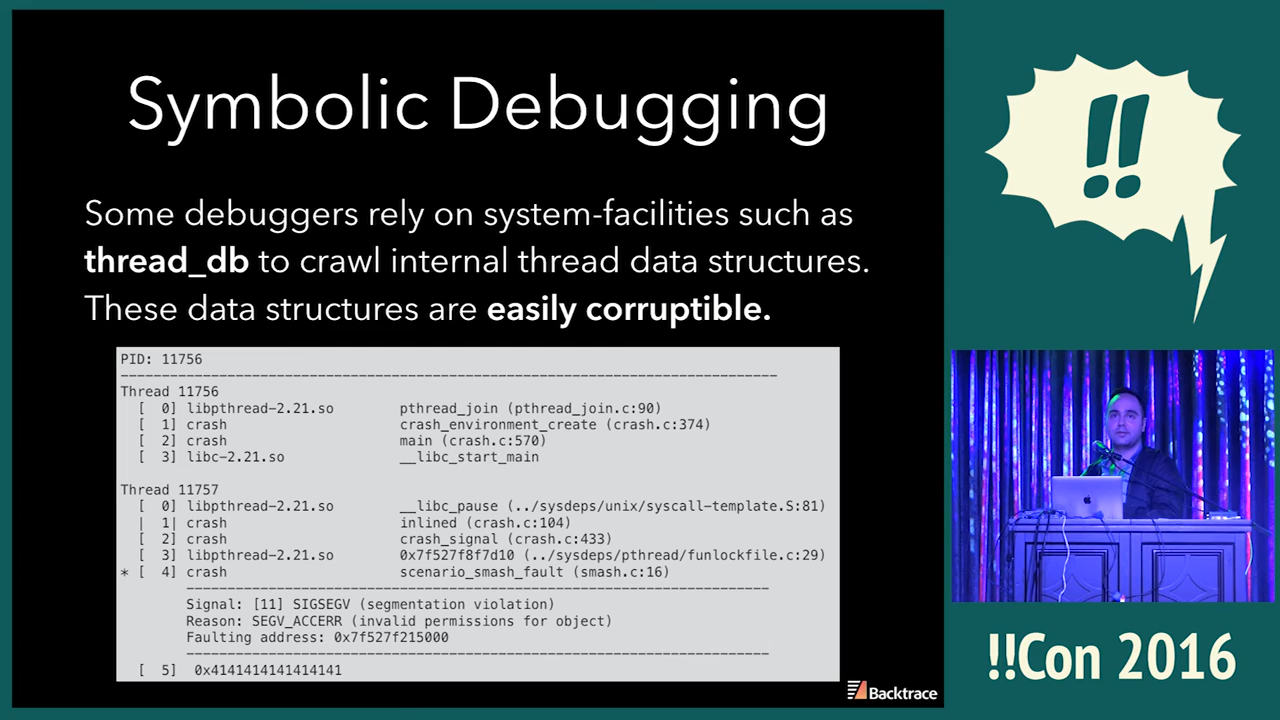 Symbolic Debugging
Some debuggers rely on system-facilities such as
thread_db to crawl internal thread data structures.
These data structures are easily corruptible.
PID: 11756
--------------------------------------------------------------------------------
Thread 11756
[ 0] libpthread-2.21.so pthread_join (pthread_join.c:90)
[ 1] crash crash_environment_create (crash.c:374)
[ 2] crash main (crash.c:570)
[ 3] libc-2.21.so __libc_start_main
Thread 11757
[ 0] libpthread-2.21.so __libc_pause (../sysdeps/unix/syscall-template.S:81)
| 1| crash inlined (crash.c:104)
[ 2] crash crash_signal (crash.c:433)
[ 3] libpthread-2.21.so 0x7f527f8f7d10 (../sysdeps/pthread/funlockfile.c:29)
* [ 4] crash scenario_smash_fault (smash.c:16)
-----------------------------------------------------------------------
Signal: [11] SIGSEGV (segmentation violation)
Reason: SEGV_ACCERR (invalid permissions for object)
Faulting address: 0x7f527f215000
-----------------------------------------------------------------------
[ 5] 0x4141414141414141
Backtrace
!!
!!Con 2016